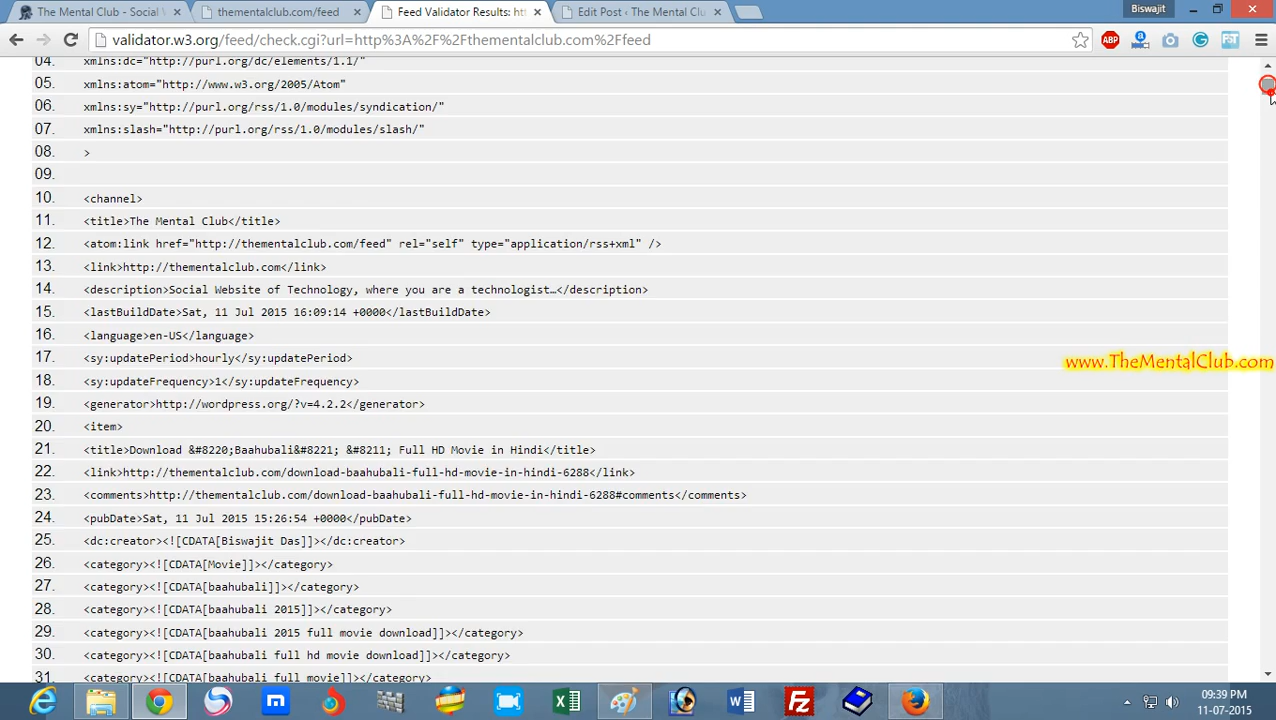 The Mental Club - Social W
thementalclub.com/feed
Feed Validator Results: htt
Edit Post ‹ The Mental Clu
Biswajit
validator.w3.org/feed/check.cgi?url=http%3A%2F%2Fthementalclub.com%2Ffeed
ABP
FST
04. xmlns:dc="http://purl.org/dc/elements/1.1/"
05. xmlns:atom="http://www.w3.org/2005/Atom"
06. xmlns:sy="http://purl.org/rss/1.0/modules/syndication/"
07. xmlns:slash="http://purl.org/rss/1.0/modules/slash/"
08. >
09.
10. <channel>
11. <title>The Mental Club</title>
12. <atom:link href="http://thementalclub.com/feed" rel="self" type="application/rss+xml" />
13. <link>http://thementalclub.com</link>
14. <description>Social Website of Technology, where you are a technologist…</description>
15. <lastBuildDate>Sat, 11 Jul 2015 16:09:14 +0000</lastBuildDate>
16. <language>en-US</language>
17. <sy:updatePeriod>hourly</sy:updatePeriod>
www.TheMentalClub.com
18. <sy:updateFrequency>1</sy:updateFrequency>
19. <generator>http://wordpress.org/?v=4.2.2</generator>
20. <item>
21. <title>Download &#8220;Baahubali&#8221; &#8211; Full HD Movie in Hindi</title>
22. <link>http://thementalclub.com/download-baahubali-full-hd-movie-in-hindi-6288</link>
23. <comments>http://thementalclub.com/download-baahubali-full-hd-movie-in-hindi-6288#comments</comments>
24. <pubDate>Sat, 11 Jul 2015 15:26:54 +0000</pubDate>
25. <dc:creator><![CDATA[Biswajit Das]]></dc:creator>
26. <category><![CDATA[Movie]]></category>
27. <category><![CDATA[baahubali]]></category>
28. <category><![CDATA[baahubali 2015]]></category>
29. <category><![CDATA[baahubali 2015 full movie download]]></category>
30. <category><![CDATA[baahubali full hd movie download]]></category>
31. <category><![CDATA[baahubali full movie]]></category>
09:39 PM
11-07-2015